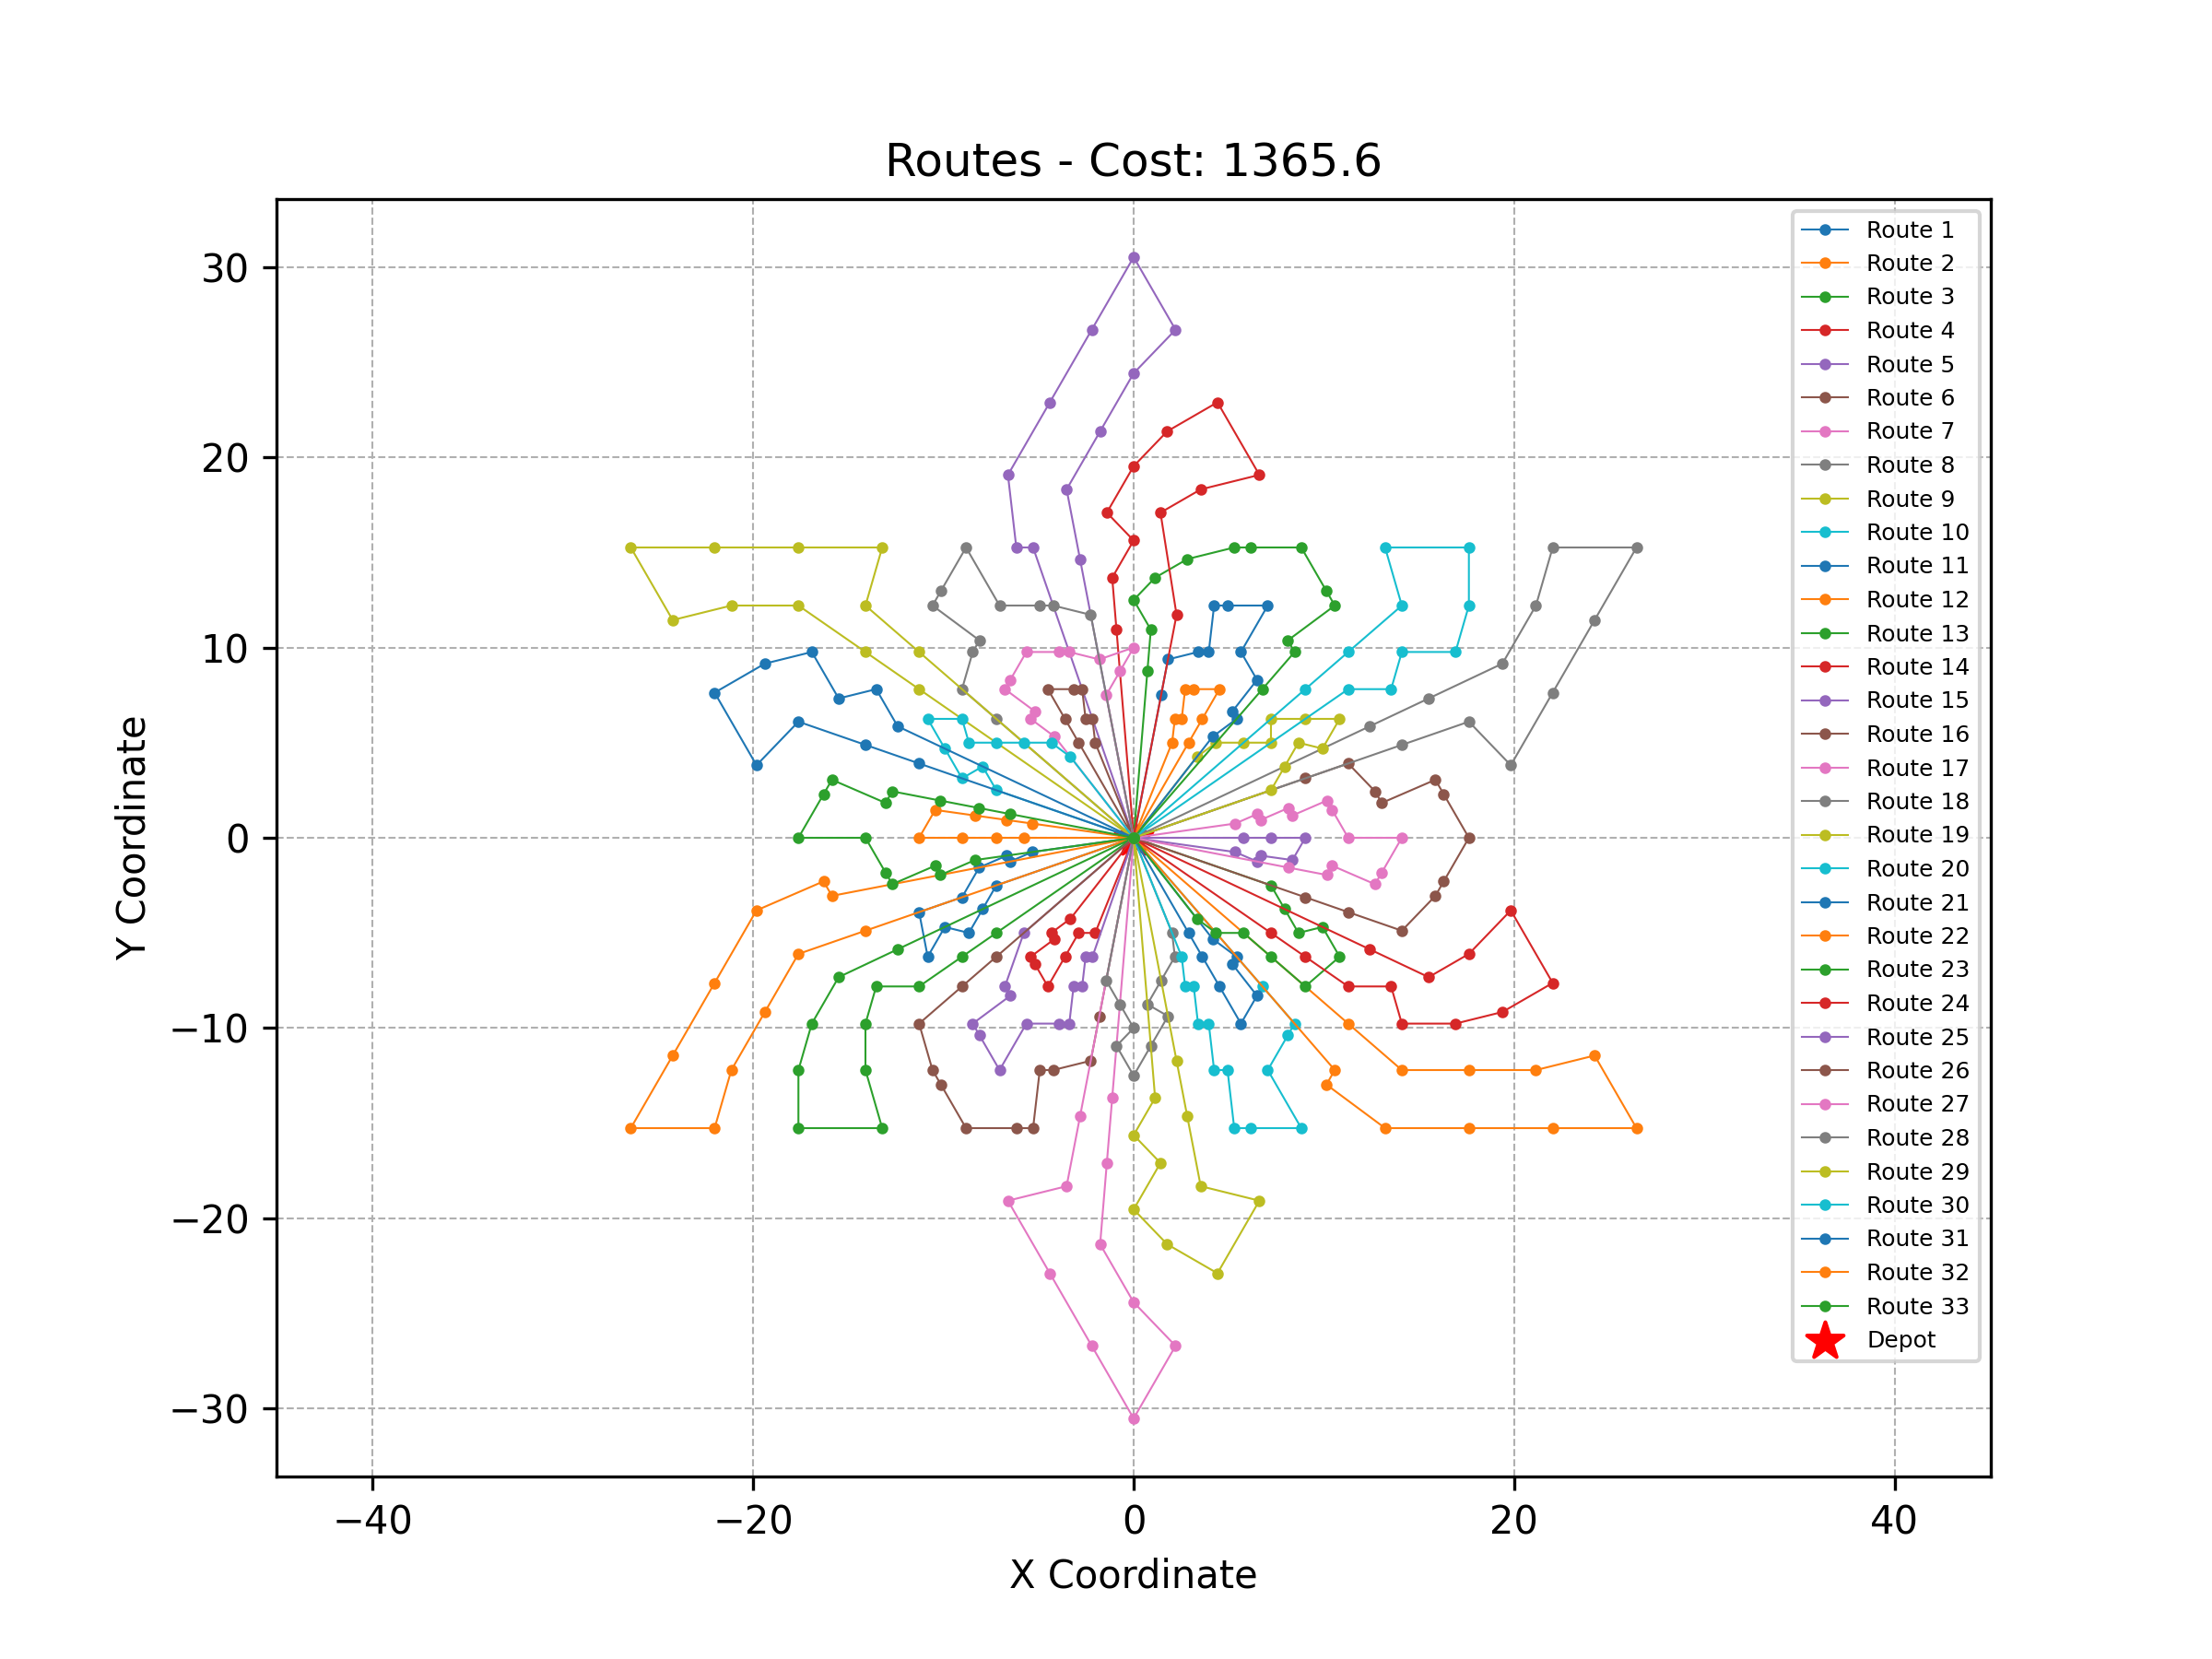 Routes - Cost: 1365.6
30
20
10
0
−10
−20
−30
Y Coordinate
−40
−20
0
20
40
X Coordinate
Route 1
Route 2
Route 3
Route 4
Route 5
Route 6
Route 7
Route 8
Route 9
Route 10
Route 11
Route 12
Route 13
Route 14
Route 15
Route 16
Route 17
Route 18
Route 19
Route 20
Route 21
Route 22
Route 23
Route 24
Route 25
Route 26
Route 27
Route 28
Route 29
Route 30
Route 31
Route 32
Route 33
Depot